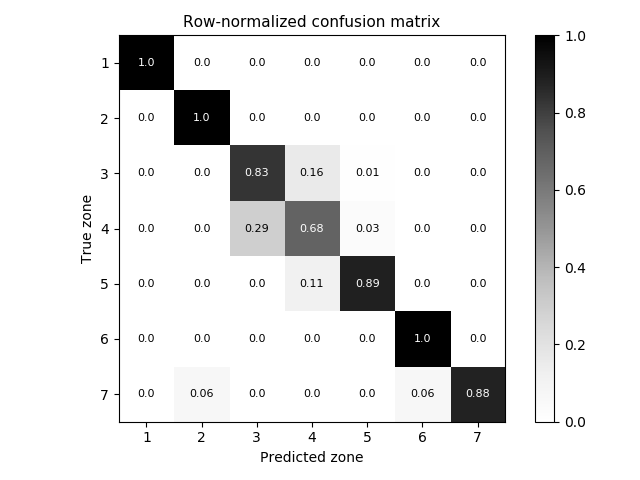 Row-normalized confusion matrix
1 1.0 0.0 0.0 0.0 0.0 0.0 0.0
2 0.0 1.0 0.0 0.0 0.0 0.0 0.0
3 0.0 0.0 0.83 0.16 0.01 0.0 0.0
4 0.0 0.0 0.29 0.68 0.03 0.0 0.0
5 0.0 0.0 0.0 0.11 0.89 0.0 0.0
6 0.0 0.0 0.0 0.0 0.0 1.0 0.0
7 0.0 0.06 0.0 0.0 0.0 0.06 0.88
1 2 3 4 5 6 7
Predicted zone
True zone
1.0
0.8
0.6
0.4
0.2
0.0